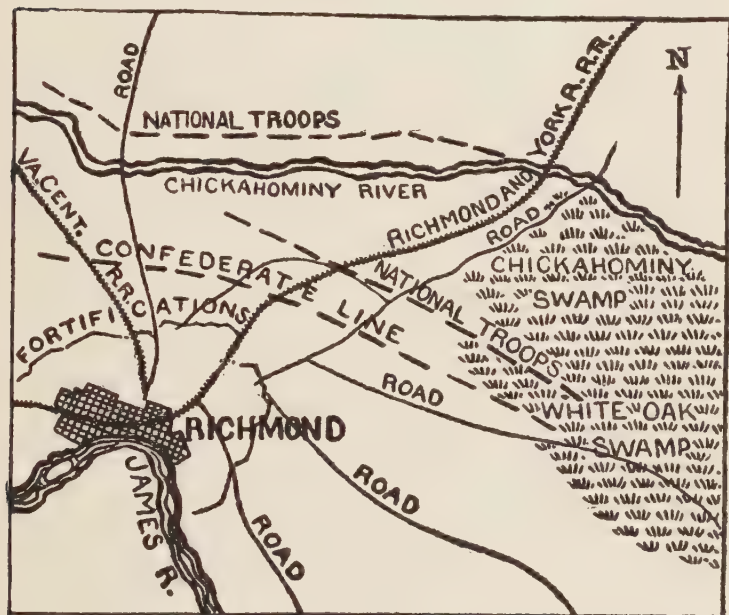 ROAD
N
NATIONAL TROOPS
YORK R. R.R.
CHICKAHOMINY RIVER
RICHMOND AND
VA. CENT.
R.R.
ROAD
CONFEDERATE LINE
CHICKAHOMINY
SWAMP
NATIONAL TROOPS
FORTIFICATIONS
ROAD
WHITE OAK
SWAMP
RICHMOND
JAMES R.
ROAD
ROAD